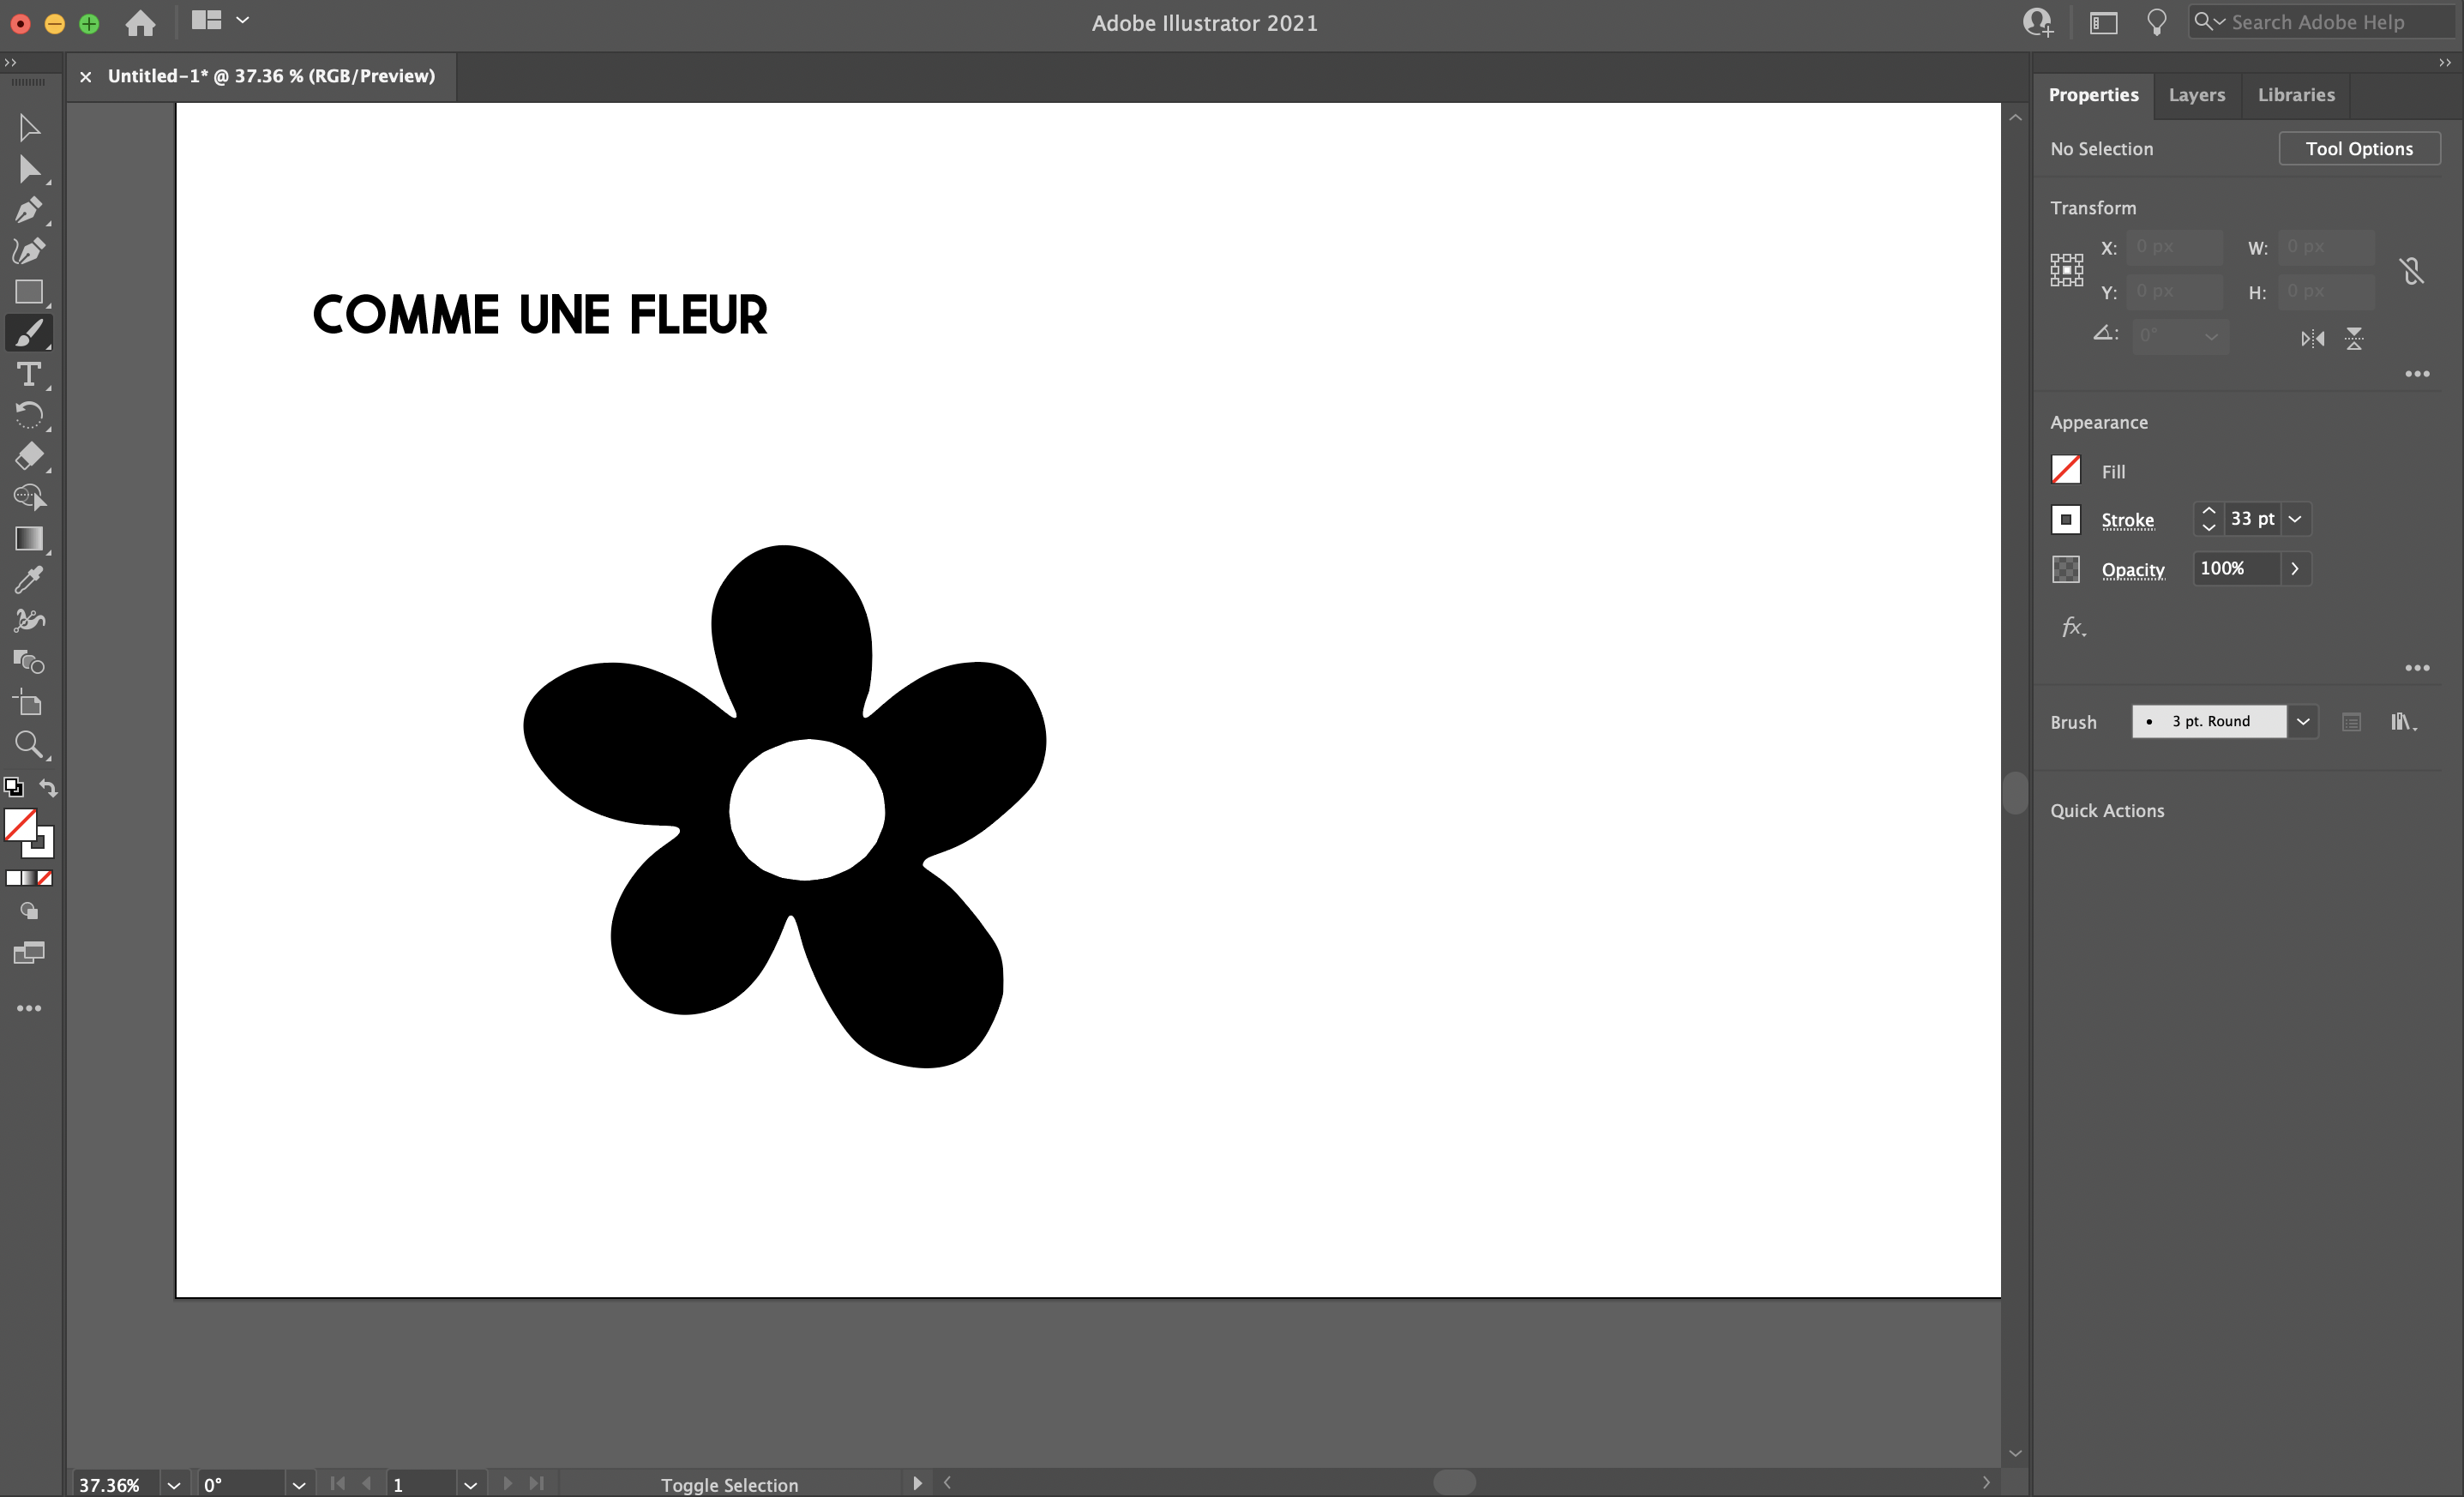 Adobe Illustrator 2021
Search Adobe Help
Untitled-1* @ 37.36 % (RGB/Preview)
Properties Layers Libraries
No Selection Tool Options
Transform
X: 0 px W: 0 px
Y: 0 px H: 0 px
0°
COMME UNE FLEUR
Appearance
Fill
Stroke 33 pt
Opacity 100%
fx.
Brush 3 pt. Round
Quick Actions
37.36% 0° 1 Toggle Selection